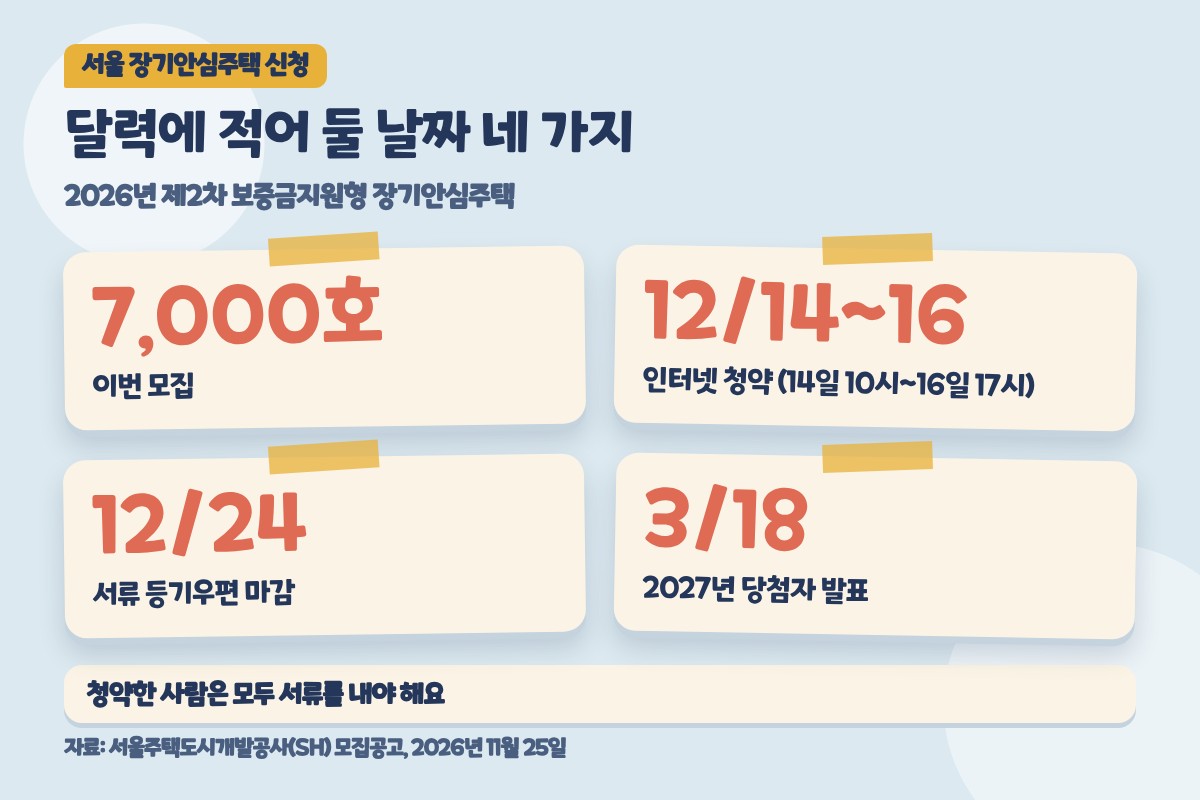 서울 장기안심주택 신청
달력에 적어 둘 날짜 네 가지
2026년 제2차 보증금지원형 장기안심주택
7,000호
이번 모집
12/14~16
인터넷 청약 (14일 10시~16일 17시)
12/24
서류 등기우편 마감
3/18
2027년 당첨자 발표
청약한 사람은 모두 서류를 내야 해요
자료: 서울주택도시개발공사(SH) 모집공고, 2026년 11월 25일